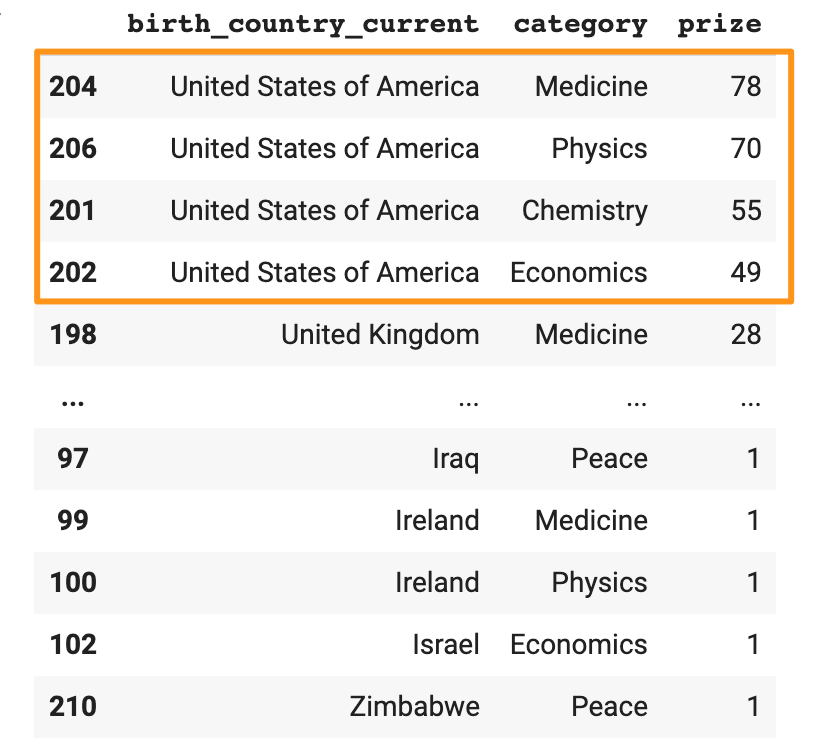 birth_country_current category prize
204 United States of America Medicine 78
206 United States of America Physics 70
201 United States of America Chemistry 55
202 United States of America Economics 49
198 United Kingdom Medicine 28
... ... ... ...
97 Iraq Peace 1
99 Ireland Medicine 1
100 Ireland Physics 1
102 Israel Economics 1
210 Zimbabwe Peace 1